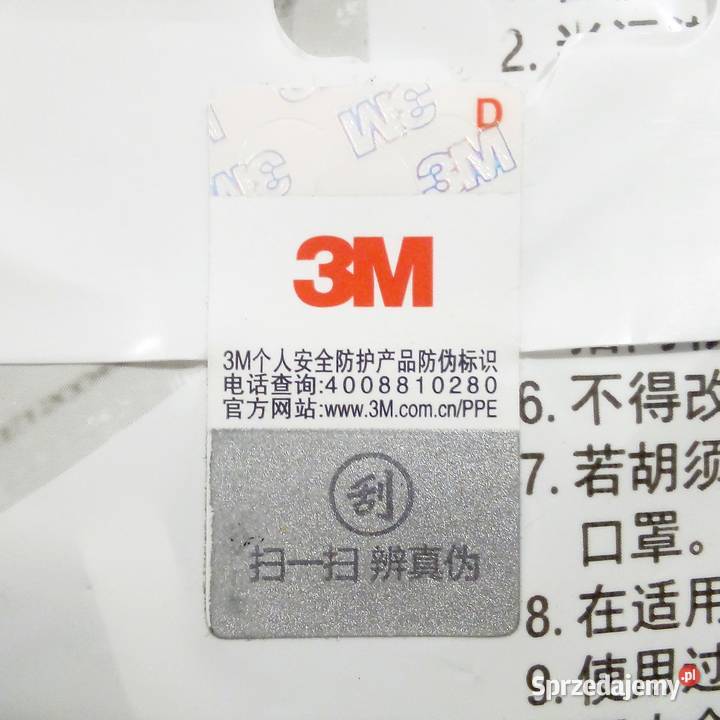 2.
3M
D
3M
3M
3M
3M个人安全防护产品防伪标识
电话查询:4008810280
官方网站:www.3M.com.cn/PPE
刮
扫一扫 辨真伪
6. 不得改
7. 若胡须
口罩。
8. 在适用
9. 使用过
Sprzedajemy.pl